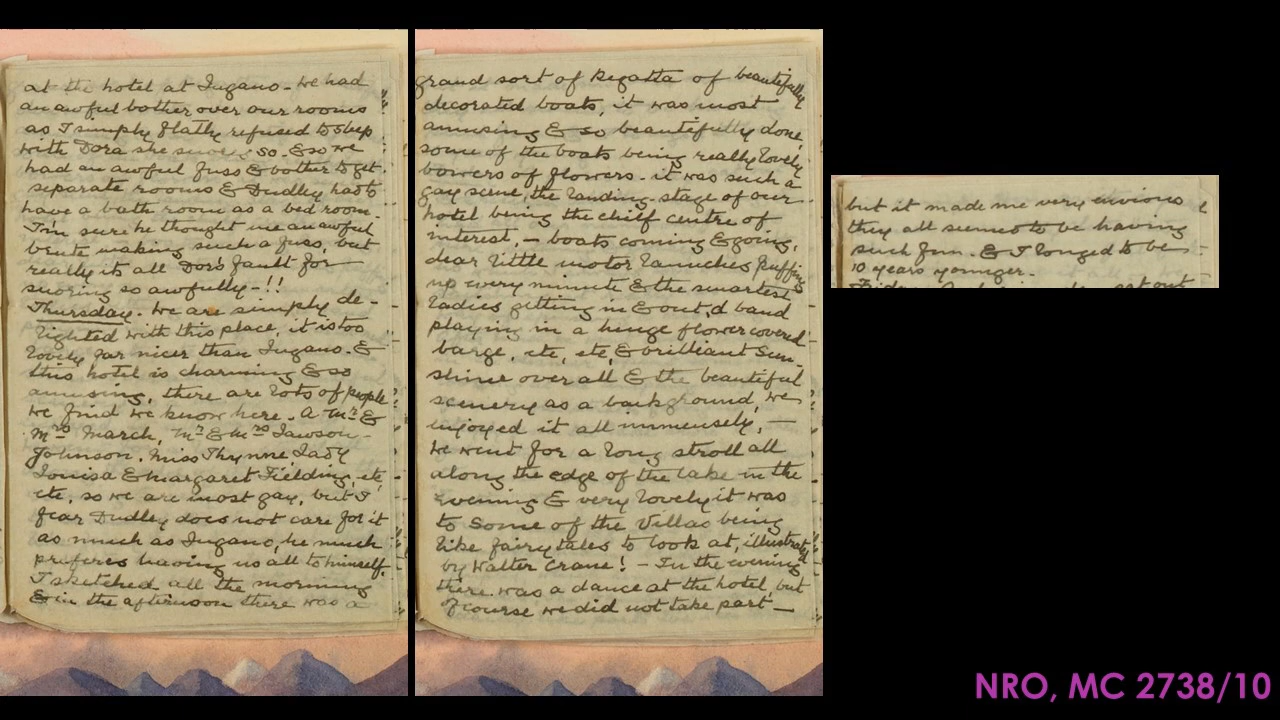 at the hotel at Lugano - we had
an awful bother over our rooms
as I simply flatly refused to sleep
with Dora she snores so. & so we
had an awful fuss & bother to get
separate rooms & Dudley had to
have a bath room as a bed room.
I'm sure he thought me an awful
brute making such a fuss, but
really its all Dor's fault for
snoring so awfully - !!
Thursday. We are simply de-
lighted with this place, it is too
lovely far nicer than Lugano. &
this hotel is charming & so
amusing, there are lots of people
we find we know here. A Mr &
Mrs March, Mr & Mrs Lawson-
Johnson. Miss Thynne Lady
Louisa & Margaret Fielding, etc,
etc, so we are most gay, but I
fear Dudley does not care for it
as much as Lugano, he much
preferes having us all to himself.
I sketched all the morning
& in the afternoon there was a
grand sort of Regatta of beautifully
decorated boats, it was most
amusing & so beautifully done,
some of the boats being really lovely
bowers of flowers - it was such a
gay scene, the landing-stage of our
hotel being the chilf centre of
interest, - boats coming & going,
dear little motor launches puffing
up every minute & the smartest
ladies getting in & out, d band
playing in a huge flower covered
barge, etc, etc, & brilliant Sun-
shine over all & the beautiful
scenery as a background, we
enjoyed it all immensely, -
We went for a long stroll all
along the edge of the lake in the
evening & very lovely it was
to some of the Villas being
like fairy tales to look at, illustrated
by Walter Crane! - In the evening
there was a dance at the hotel, but
of course we did not take part -
but it made me very envious
they all seemed to be having
such fun. & I longed to be
10 years younger.
NRO, MC 2738/10